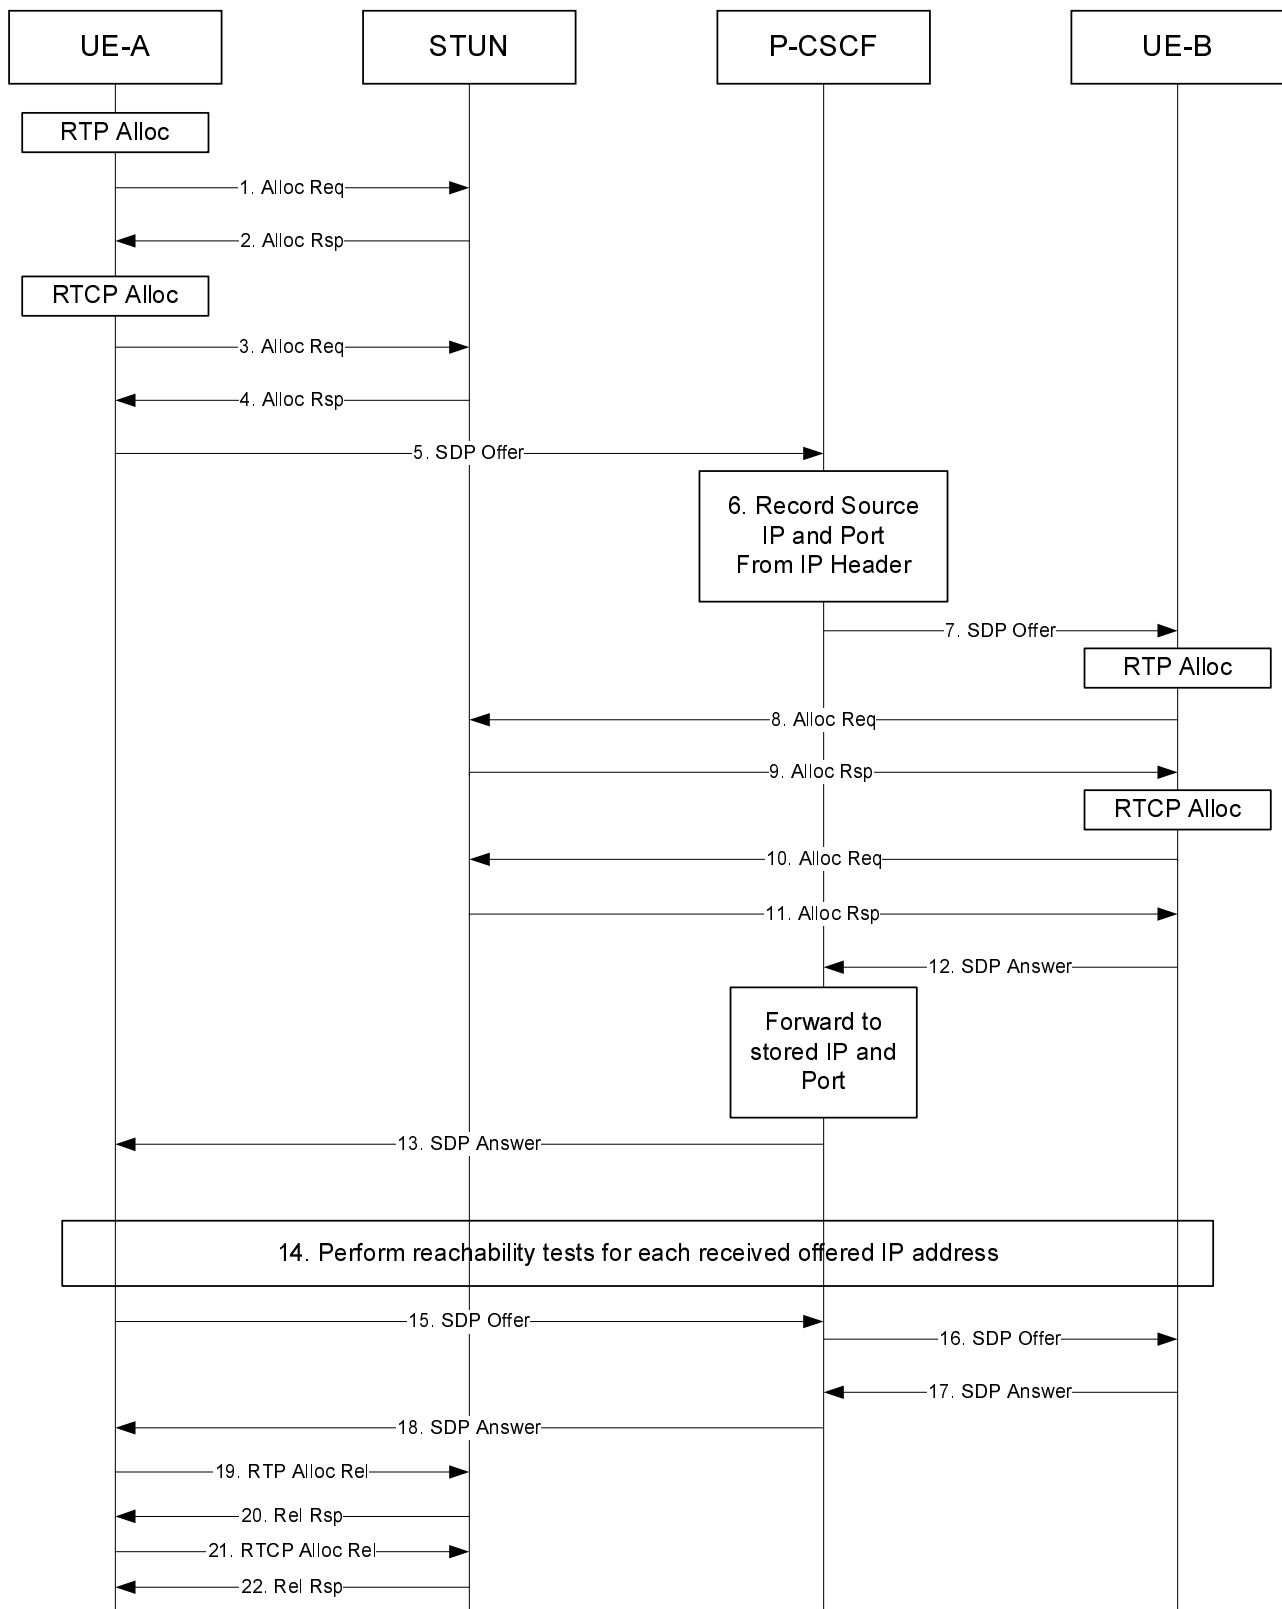 UE-A
STUN
P-CSCF
UE-B
RTP Alloc
1. Alloc Req
2. Alloc Rsp
RTCP Alloc
3. Alloc Req
4. Alloc Rsp
5. SDP Offer
6. Record Source
IP and Port
From IP Header
7. SDP Offer
RTP Alloc
8. Alloc Req
9. Alloc Rsp
RTCP Alloc
10. Alloc Req
11. Alloc Rsp
12. SDP Answer
Forward to
stored IP and
Port
13. SDP Answer
14. Perform reachability tests for each received offered IP address
15. SDP Offer
16. SDP Offer
17. SDP Answer
18. SDP Answer
19. RTP Alloc Rel
20. Rel Rsp
21. RTCP Alloc Rel
22. Rel Rsp